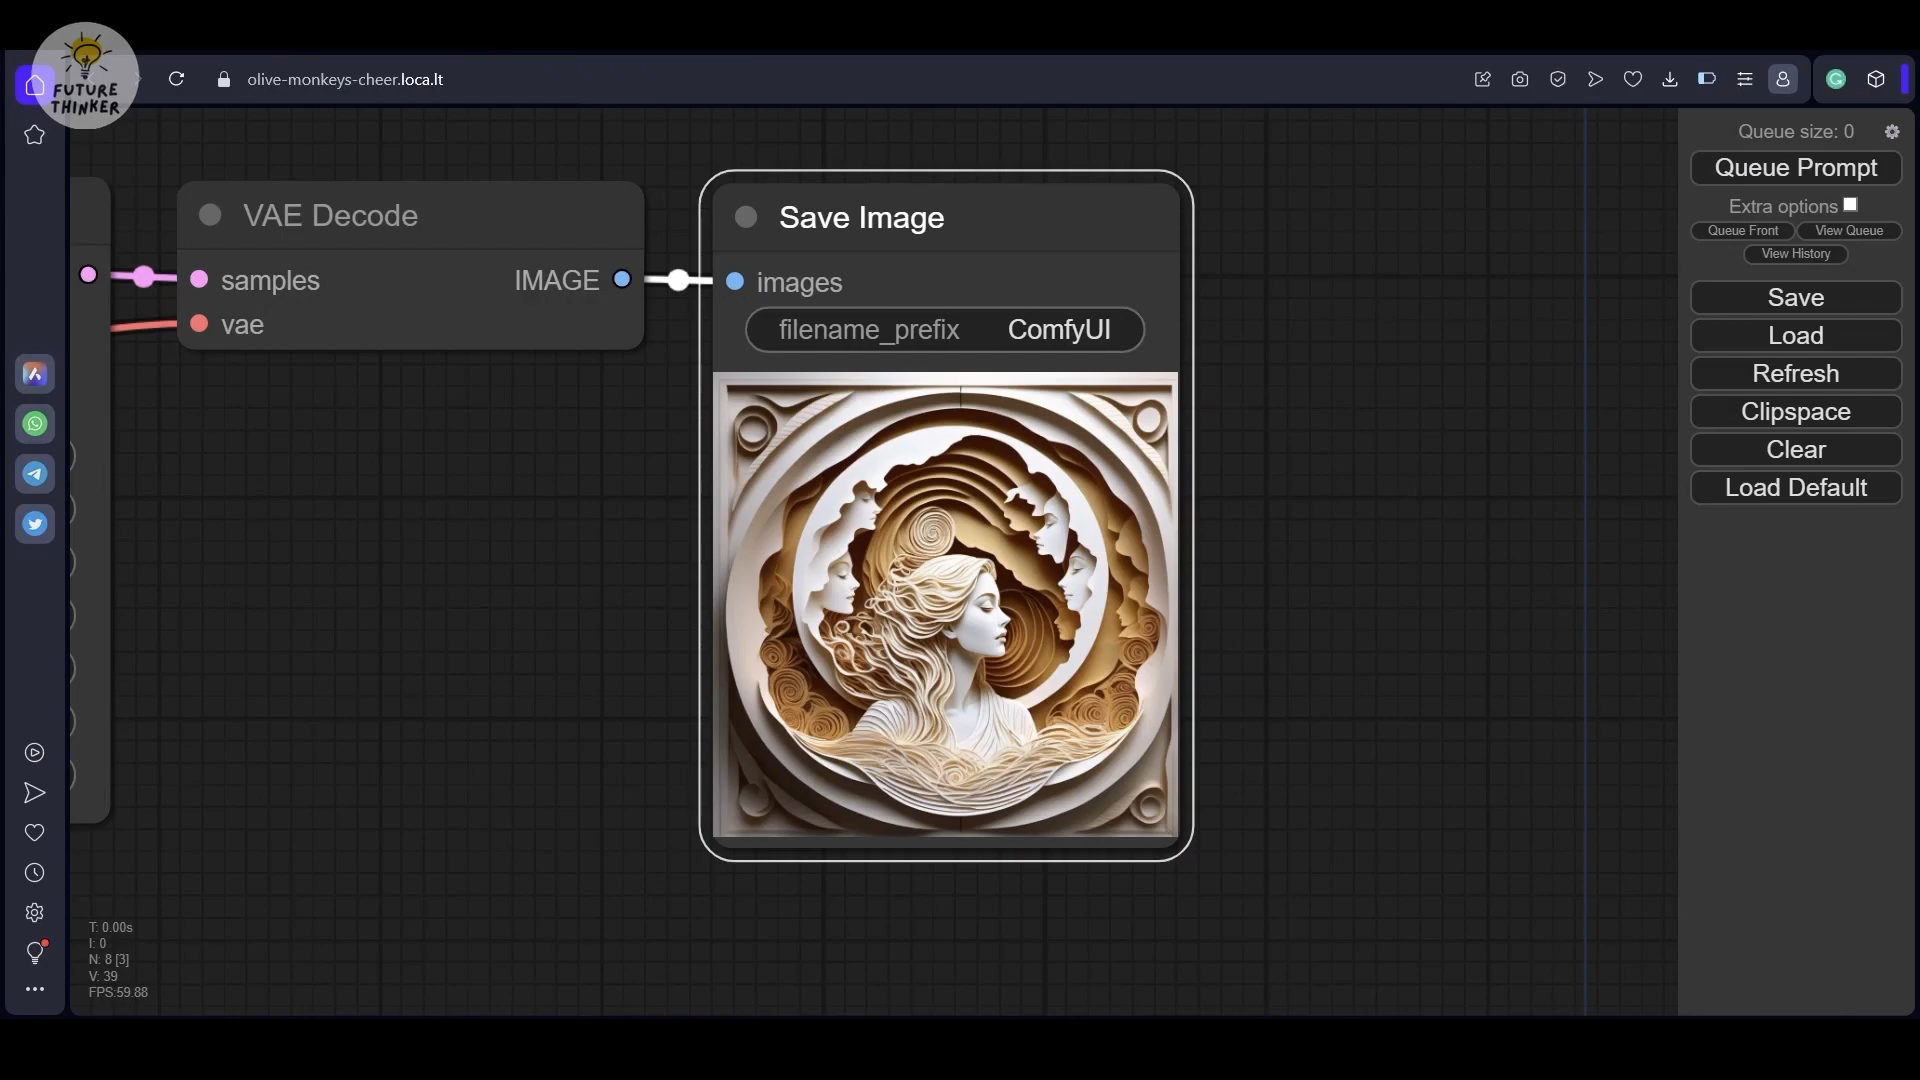 FUTURE
THINKER
olive-monkeys-cheer.loca.lt
Queue size: 0
Queue Prompt
Extra options
Queue Front
View Queue
View History
Save
Load
Refresh
Clipspace
Clear
Load Default
VAE Decode
samples
IMAGE
vae
Save Image
images
filename_prefix
ComfyUI
T: 0.00s
I: 0
N: 8 [3]
V: 39
FPS:59.88